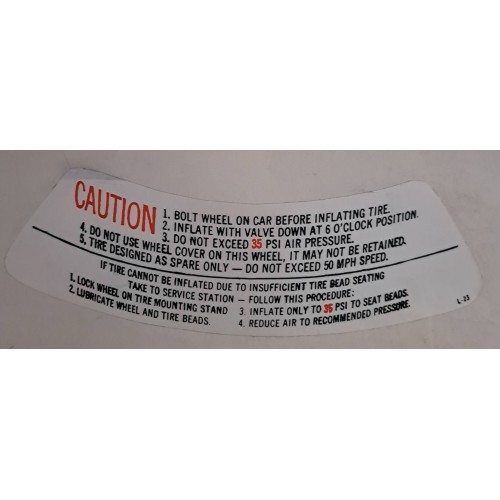 CAUTION
1. BOLT WHEEL ON CAR BEFORE INFLATING TIRE.
2. INFLATE WITH VALVE DOWN AT 6 O'CLOCK POSITION.
3. DO NOT EXCEED 35 PSI AIR PRESSURE.
4. DO NOT USE WHEEL COVER ON THIS WHEEL, IT MAY NOT BE RETAINED.
5. TIRE DESIGNED AS SPARE ONLY — DO NOT EXCEED 50 MPH SPEED.
IF TIRE CANNOT BE INFLATED DUE TO INSUFFICIENT TIRE BEAD SEATING
TAKE TO SERVICE STATION — FOLLOW THIS PROCEDURE:
1. LOCK WHEEL ON TIRE MOUNTING STAND
2. LUBRICATE WHEEL AND TIRE BEADS.
3. INFLATE ONLY TO 35 PSI TO SEAT BEADS.
4. REDUCE AIR TO RECOMMENDED PRESSURE.
L-23